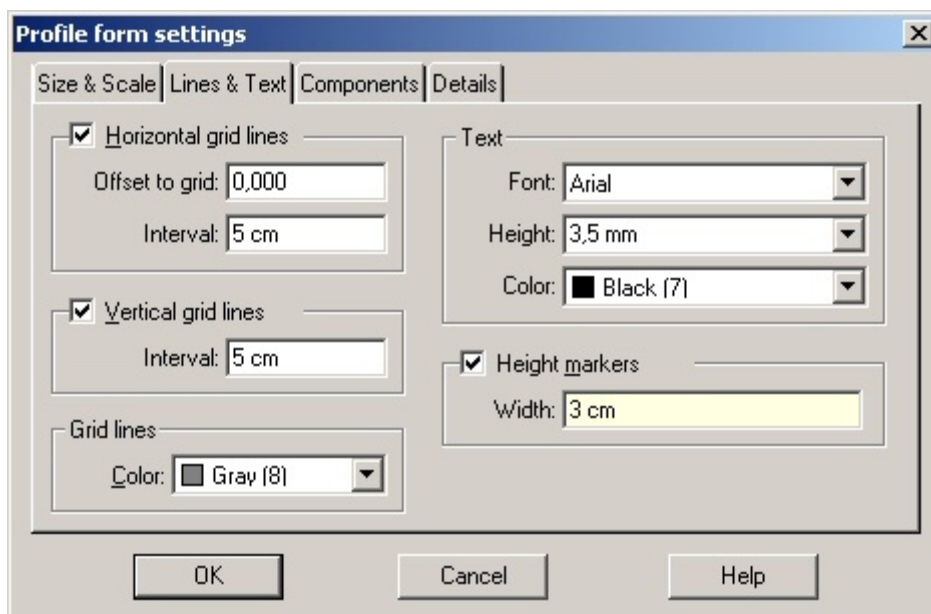 Profile form settings
Size & Scale Lines & Text Components Details
Horizontal grid lines
Offset to grid: 0,000
Interval: 5 cm
Vertical grid lines
Interval: 5 cm
Grid lines
Color: Gray (8)
Text
Font: Arial
Height: 3,5 mm
Color: Black (7)
Height markers
Width: 3 cm
OK Cancel Help